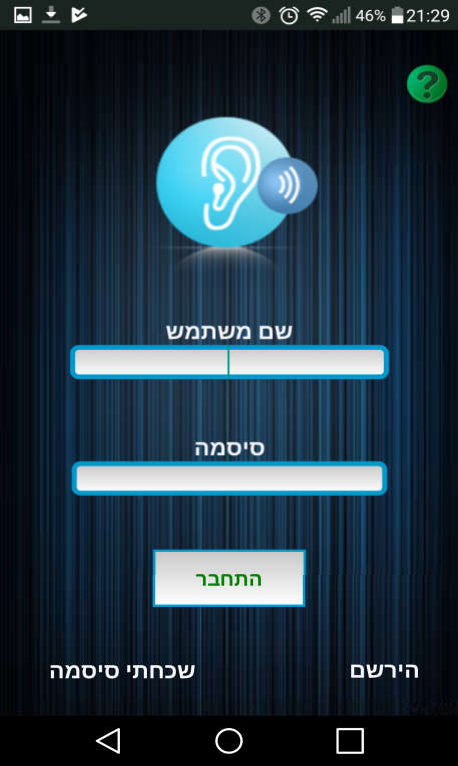 46% 21:29
?
שם משתמש
סיסמה
התחבר
הירשם
שכחתי סיסמה